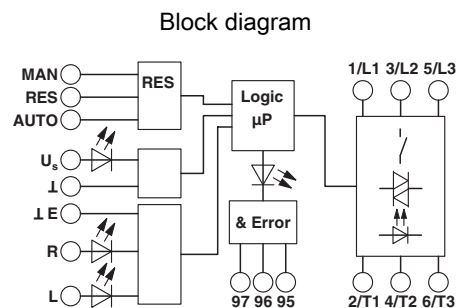 Block diagram
MAN
RES
AUTO
RES
Us
⊥
⊥ E
R
L
Logic
µP
& Error
97 96 95
1/L1 3/L2 5/L3
2/T1 4/T2 6/T3